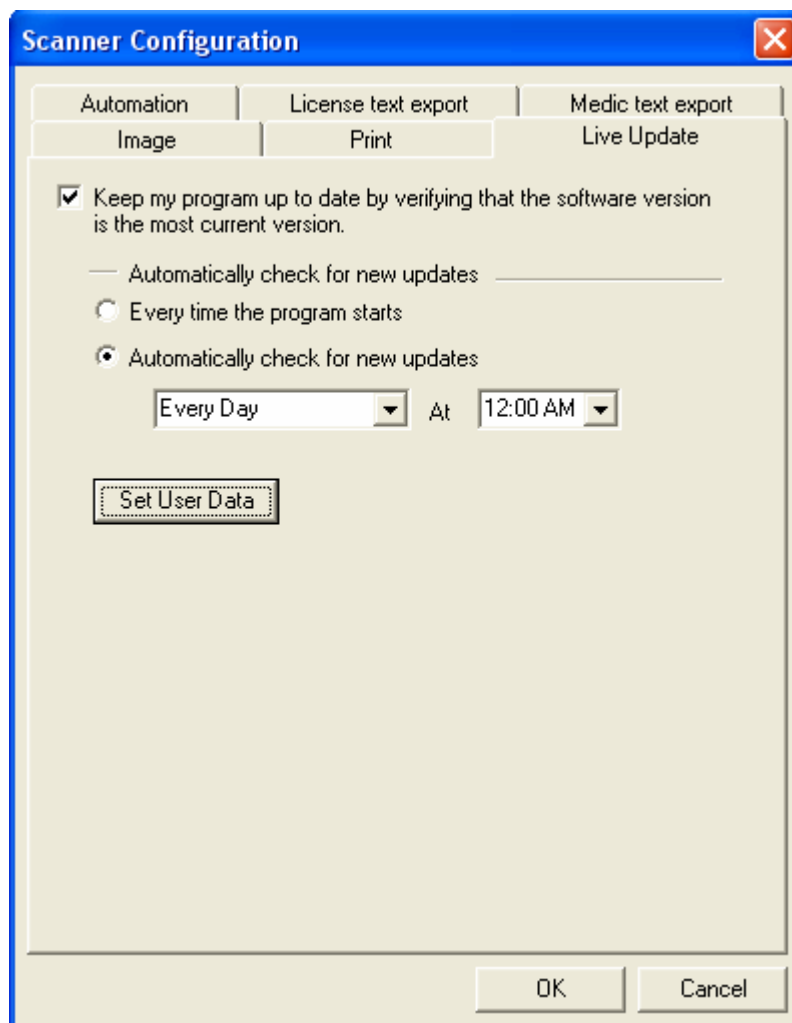 Scanner Configuration
Automation
License text export
Medic text export
Image
Print
Live Update
Keep my program up to date by verifying that the software version
is the most current version.
Automatically check for new updates
Every time the program starts
Automatically check for new updates
Every Day
At
12:00 AM
Set User Data
OK
Cancel